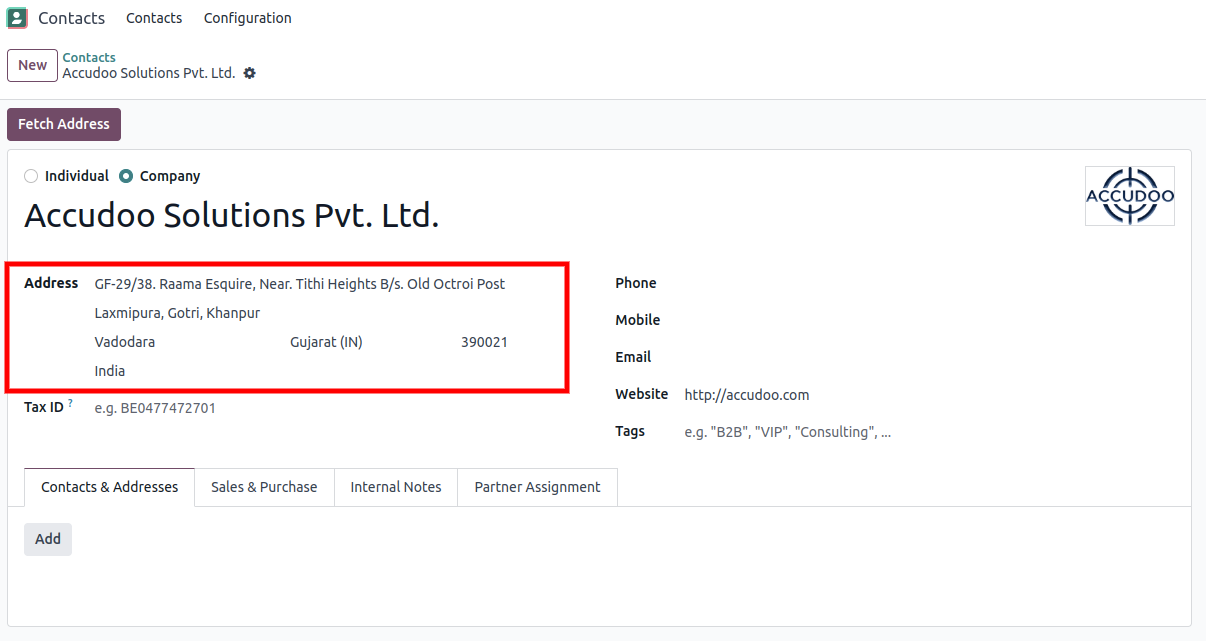 Contacts Contacts Configuration
New
Contacts
Accudoo Solutions Pvt. Ltd.
Fetch Address
Individual Company
ACCUDOO
Accudoo Solutions Pvt. Ltd.
Address GF-29/38. Raama Esquire, Near. Tithi Heights B/s. Old Octroi Post
Laxmipura, Gotri, Khanpur
Vadodara Gujarat (IN) 390021
India
Tax ID ? e.g. BE0477472701
Phone
Mobile
Email
Website http://accudoo.com
Tags e.g. "B2B", "VIP", "Consulting", ...
Contacts & Addresses Sales & Purchase Internal Notes Partner Assignment
Add